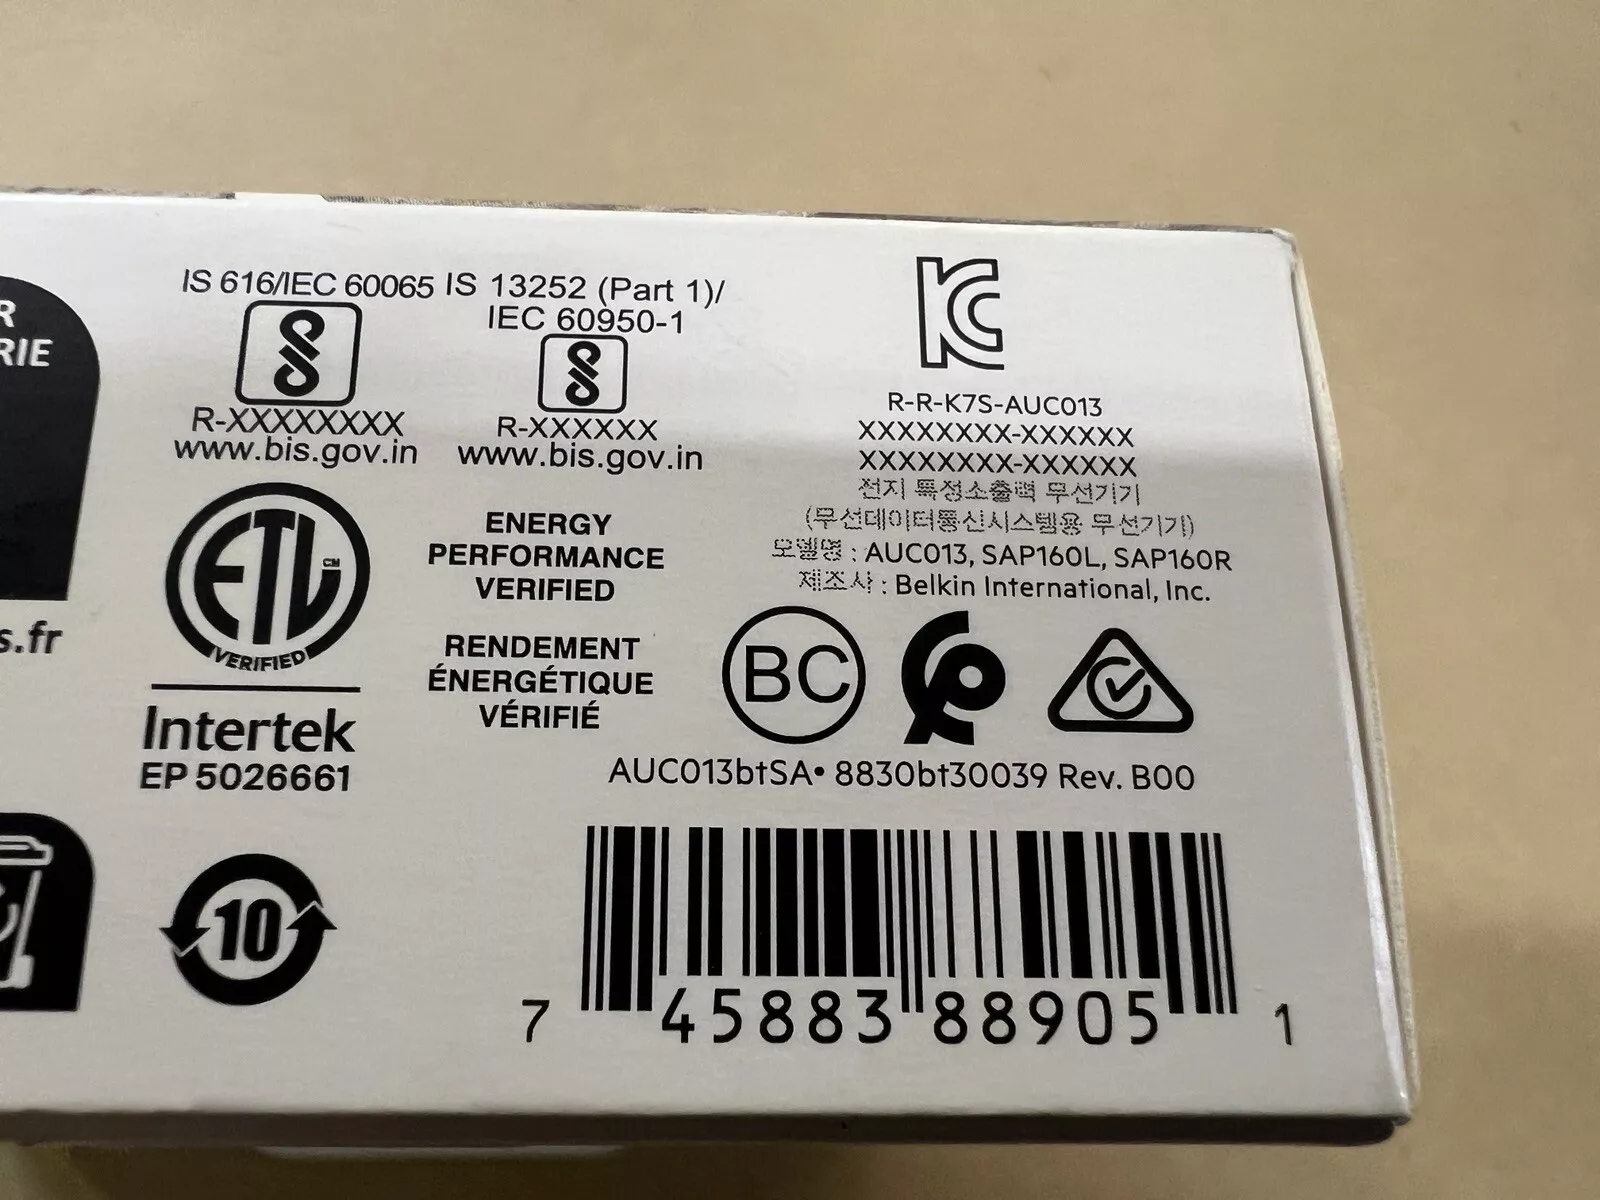 R
RIE
s.fr
IS 616/IEC 60065 IS 13252 (Part 1)/
IEC 60950-1
R-XXXXXXXX
www.bis.gov.in
R-XXXXXX
www.bis.gov.in
R-R-K7S-AUC013
XXXXXXXX-XXXXXX
XXXXXXXX-XXXXXX
전지 특정소출력 무선기기
(무선데이터통신시스템용 무선기기)
모델명 : AUC013, SAP160L, SAP160R
제조사 : Belkin International, Inc.
ETL CM
VERIFIED
Intertek
EP 5026661
ENERGY
PERFORMANCE
VERIFIED
RENDEMENT
ÉNERGÉTIQUE
VÉRIFIÉ
BC
AUC013btSA• 8830bt30039 Rev. B00
10
7 45883 88905 1